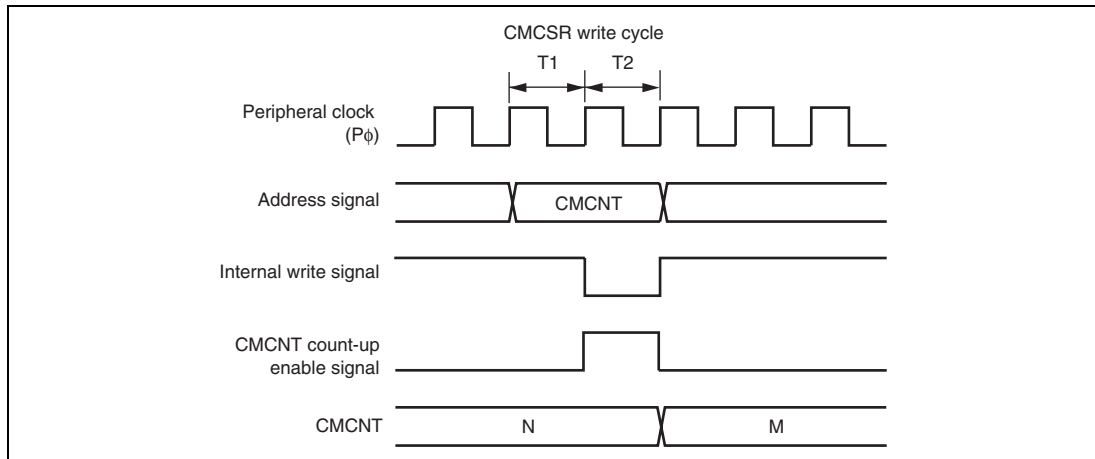 CMCSR write cycle
T1 T2
Peripheral clock
(Pϕ)
Address signal
CMCNT
Internal write signal
CMCNT count-up
enable signal
CMCNT
N
M